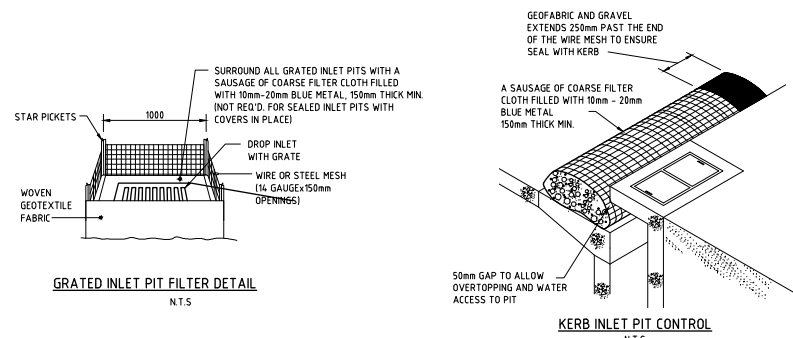 SURROUND ALL GRATED INLET PITS WITH A
SAUSAGE OF COARSE FILTER CLOTH FILLED
WITH 10mm-20mm BLUE METAL, 150mm THICK MIN.
(NOT REQ'D. FOR SEALED INLET PITS WITH
COVERS IN PLACE)
STAR PICKETS
1000
DROP INLET
WITH GRATE
WIRE OR STEEL MESH
(14 GAUGEx150mm
OPENINGS)
WOVEN
GEOTEXTILE
FABRIC
GRATED INLET PIT FILTER DETAIL
N.T.S
GEOFABRIC AND GRAVEL
EXTENDS 250mm PAST THE END
OF THE WIRE MESH TO ENSURE
SEAL WITH KERB
A SAUSAGE OF COARSE FILTER
CLOTH FILLED WITH 10mm - 20mm
BLUE METAL
150mm THICK MIN.
50mm GAP TO ALLOW
OVERTOPPING AND WATER
ACCESS TO PIT
KERB INLET PIT CONTROL
N.T.S